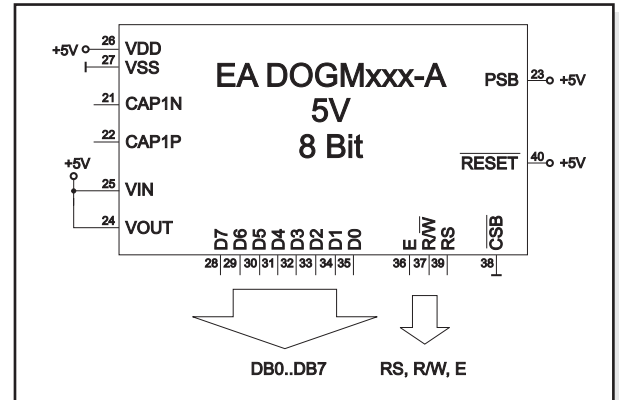 EA DOGMxxx-A
5V
8 Bit
+5V 26 VDD
27 VSS
21 CAP1N
22 CAP1P
+5V
25 VIN
24 VOUT
PSB 23 +5V
RESET 40 +5V
D7 D6 D5 D4 D3 D2 D1 D0 E R/W RS CSB
28 29 30 31 32 33 34 35 36 37 39 38
DB0..DB7 RS, R/W, E